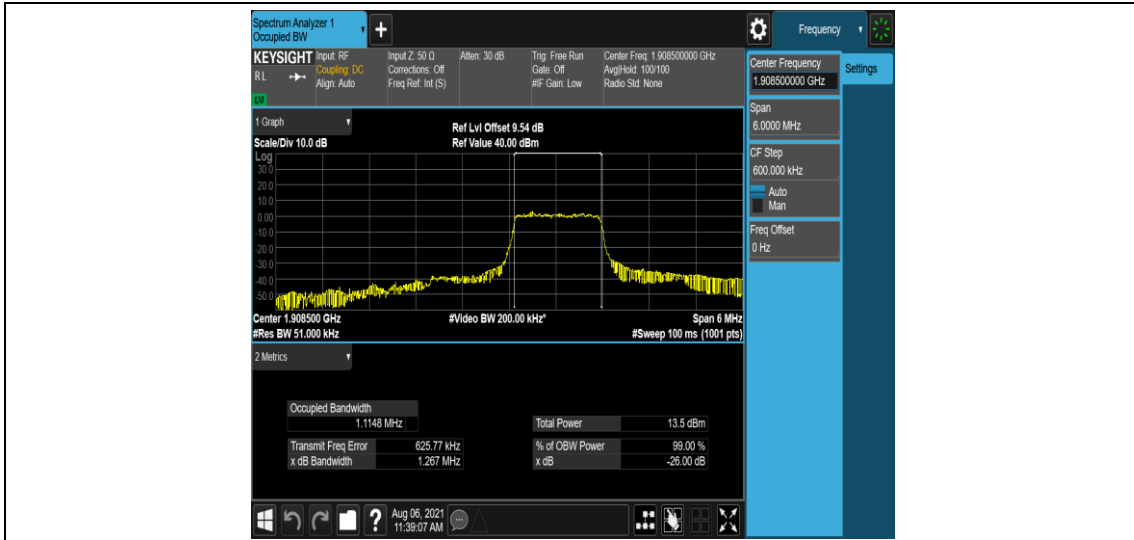 Spectrum Analyzer 1
Occupied BW
Frequency
KEYSIGHT
RL
LXI
Input: RF
Coupling: DC
Align: Auto
Input Z: 50 Ω
Corrections: Off
Freq Ref: Int (S)
Atten: 30 dB
Trig: Free Run
Gate: Off
#IF Gain: Low
Center Freq: 1.908500000 GHz
Avg|Hold: 100/100
Radio Std: None
Center Frequency
1.908500000 GHz
Settings
Span
6.0000 MHz
CF Step
600.000 kHz
Auto
Man
Freq Offset
0 Hz
1 Graph
Scale/Div 10.0 dB
Ref Lvl Offset 9.54 dB
Ref Value 40.00 dBm
Log
30.0
20.0
10.0
0.00
-10.0
-20.0
-30.0
-40.0
-50.0
Center 1.908500 GHz
#Video BW 200.00 kHz*
Span 6 MHz
#Res BW 51.000 kHz
#Sweep 100 ms (1001 pts)
2 Metrics
Occupied Bandwidth
1.1148 MHz
Total Power 13.5 dBm
Transmit Freq Error 625.77 kHz
% of OBW Power 99.00 %
x dB Bandwidth 1.267 MHz
x dB -26.00 dB
?
Aug 06, 2021
11:39:07 AM